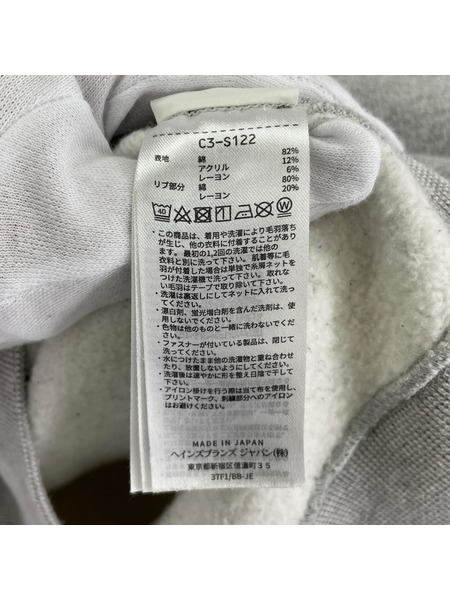 C3-S122
表地 綿 82%
アクリル 12%
レーヨン 6%
リブ部分 綿 80%
レーヨン 20%
40
W
・この商品は、着用や洗濯により毛羽落ち
が生じ、他の衣料に付着することがあり
ます。最初の1,2回の洗濯では他の
衣料と別に洗って下さい。肌着等に毛
羽が付着した場合は単独で糸屑ネットを
つけた洗濯機で洗って下さい。取れな
い毛羽はテープで取り除いて下さい。
・洗濯は裏返しにしてネットに入れて洗っ
て下さい。
・漂白剤、蛍光増白剤を含んだ洗剤は、使
用しないでください。
・色物は他のものと一緒に洗わないでくだ
さい。
・ファスナーが付いている製品は、閉じて
洗ってください。
・水につけたまま他の洗濯物と重ね合わせ
たり、放置しないようにしてください。
・洗濯後は速やかに形を整え日陰で干して
下さい。
・アイロン掛けを行う際は当て布を使用し、
プリントマーク、刺繍部分へのアイロン
はお避けください。
MADE IN JAPAN
ヘインズブランズ ジャパン(株)
東京都新宿区信濃町35
37F1/BB-JE